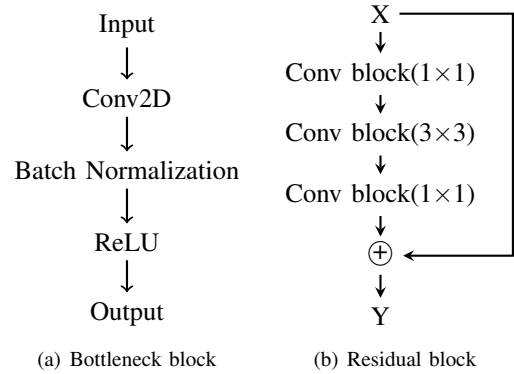 Input
Conv2D
Batch Normalization
ReLU
Output
(a) Bottleneck block
X
Conv block(1×1)
Conv block(3×3)
Conv block(1×1)
+
Y
(b) Residual block